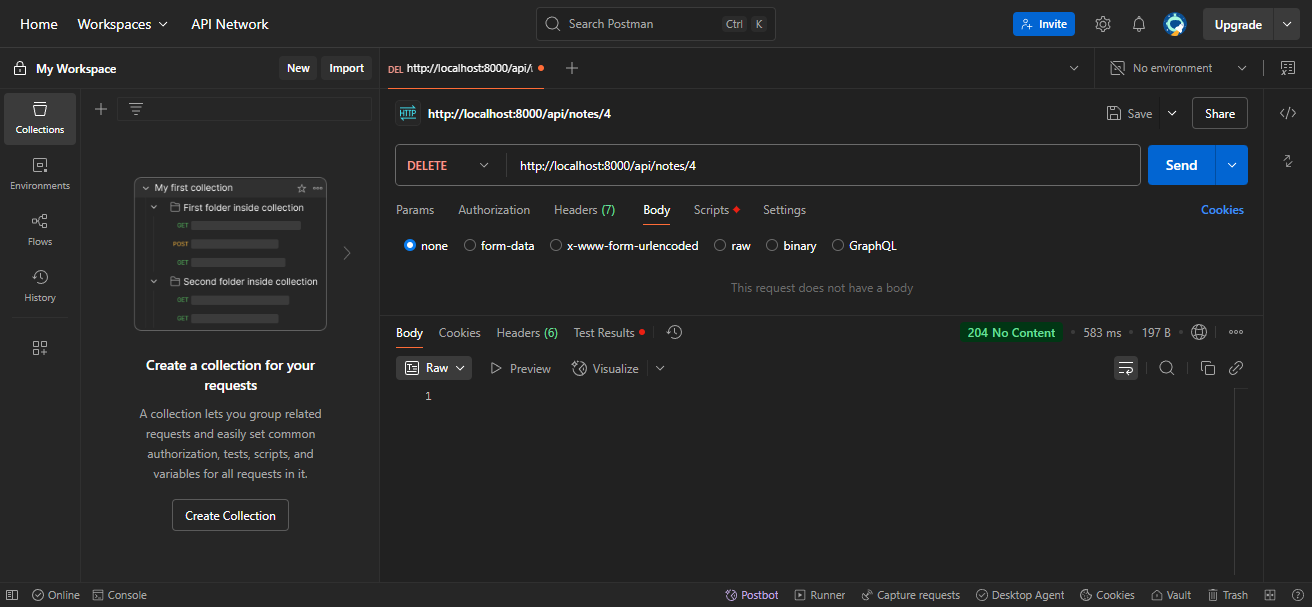 Home Workspaces API Network Search Postman Ctrl K Invite Upgrade
My Workspace New Import DEL http://localhost:8000/api/ No environment
Collections
Environments
Flows
History
My first collection
First folder inside collection
GET
POST
GET
Second folder inside collection
GET
GET
Create a collection for your
requests
A collection lets you group related
requests and easily set common
authorization, tests, scripts, and
variables for all requests in it.
Create Collection
HTTP http://localhost:8000/api/notes/4 Save Share
DELETE http://localhost:8000/api/notes/4 Send
Params Authorization Headers (7) Body Scripts Settings Cookies
none form-data x-www-form-urlencoded raw binary GraphQL
This request does not have a body
Body Cookies Headers (6) Test Results 204 No Content 583 ms 197 B
Raw Preview Visualize
1
Online Console Postbot Runner Capture requests Desktop Agent Cookies Vault Trash